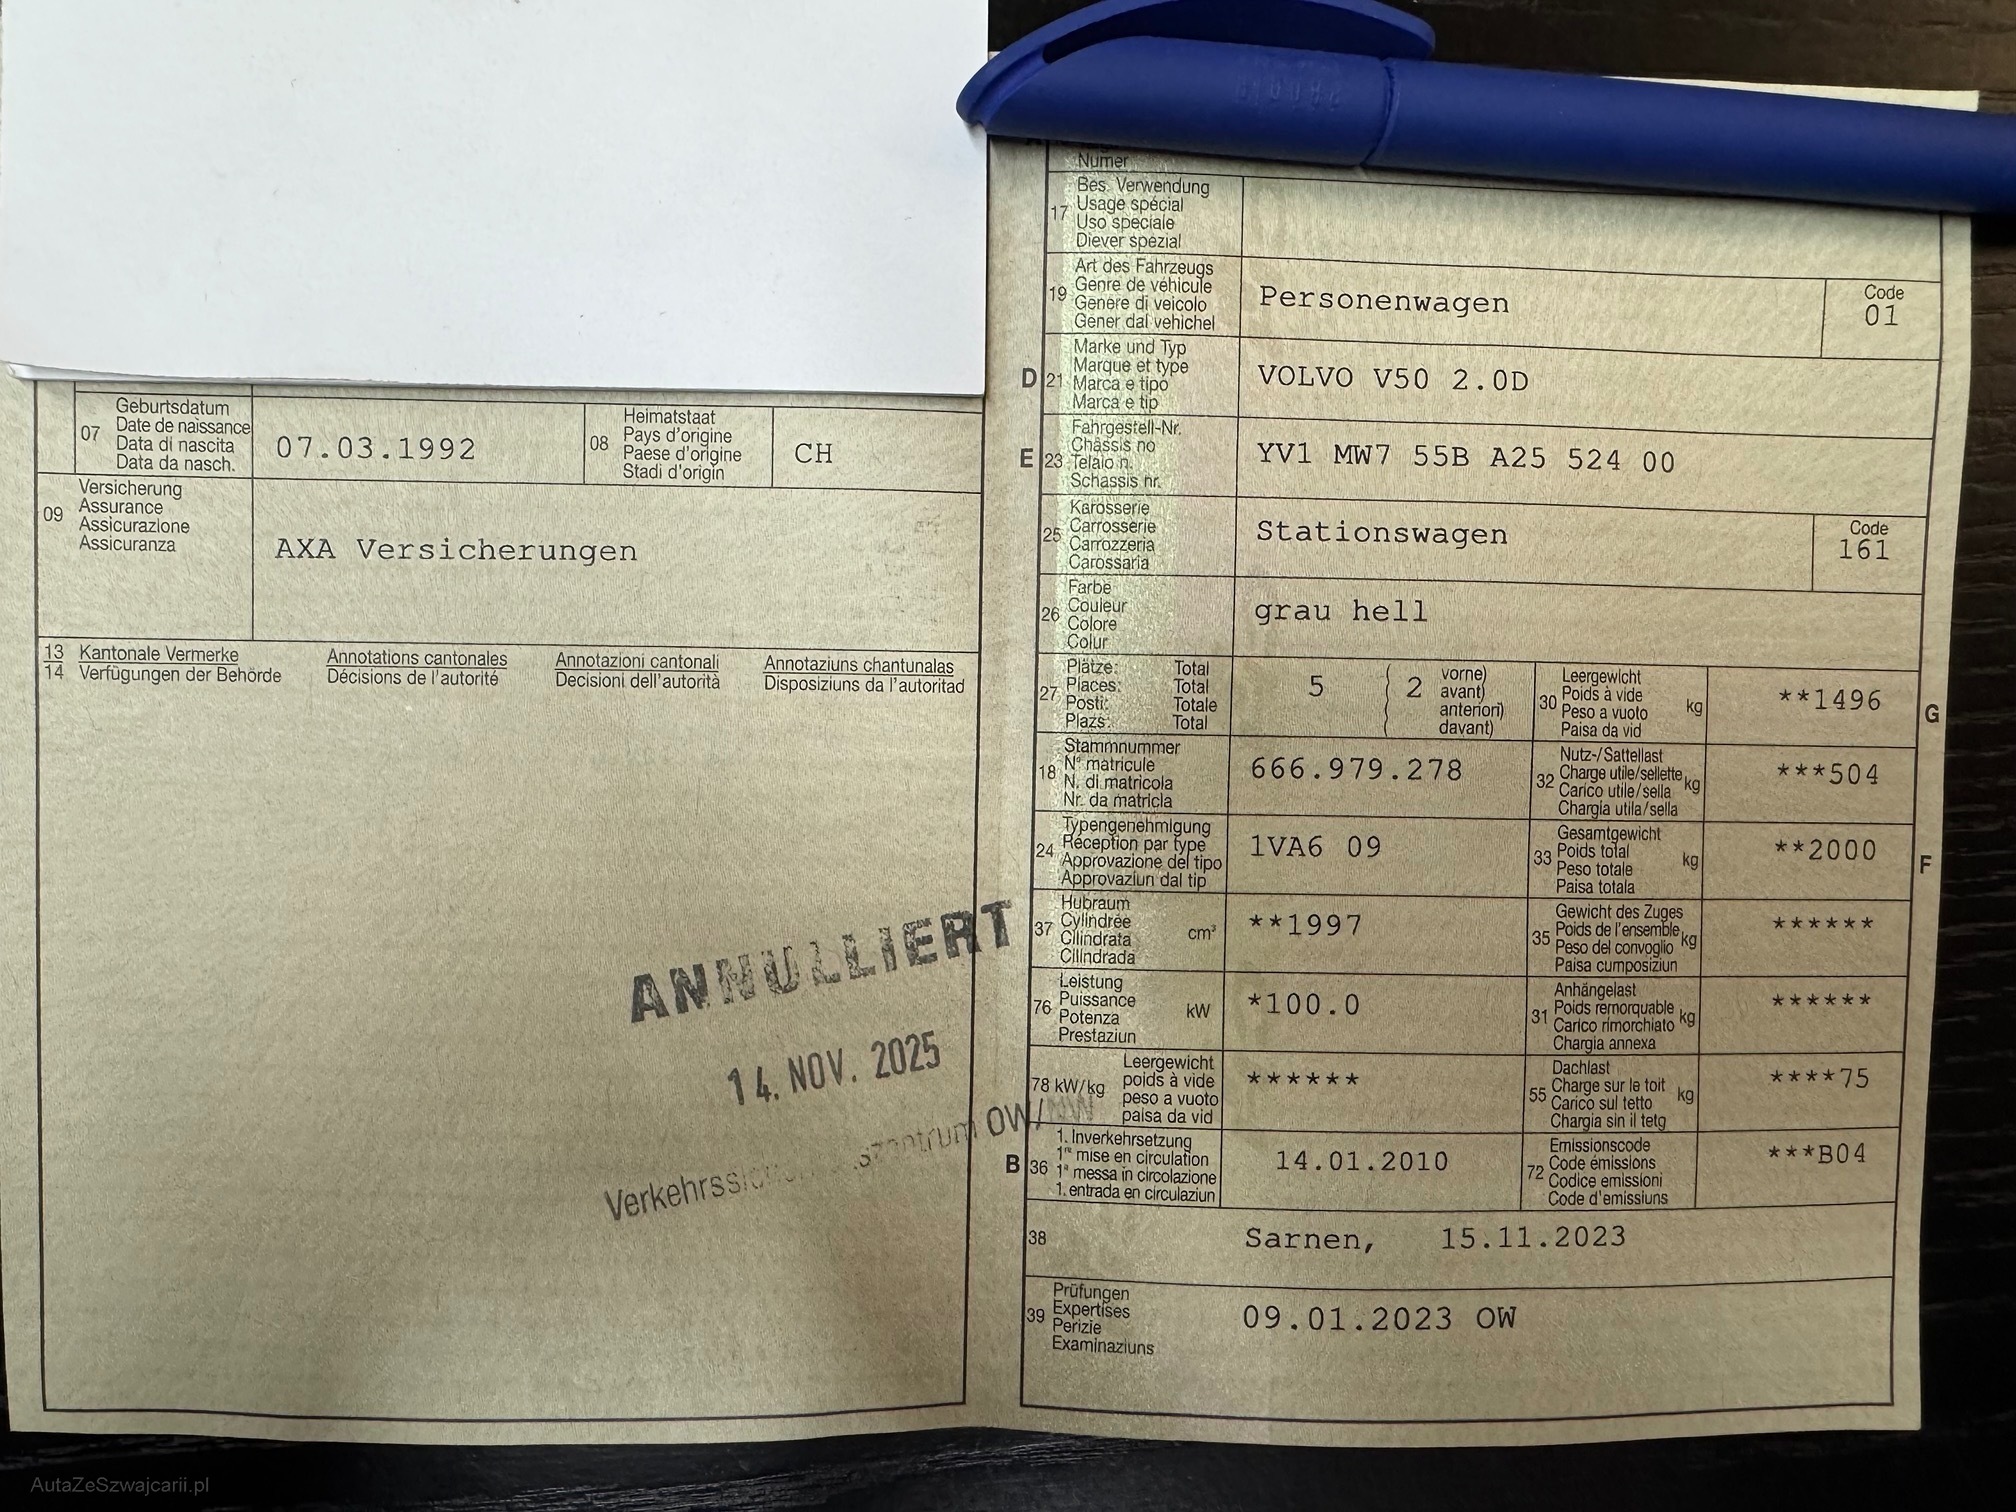 07
Geburtsdatum
Date de naissance
Data di nascita
Data da nasch.
07.03.1992
08
Heimatstaat
Pays d'origine
Paese d'origine
Stadi d'origin
CH
09
Versicherung
Assurance
Assicurazione
Assicuranza
AXA Versicherungen
13 Kantonale Vermerke Annotations cantonales Annotazioni cantonali Annotaziuns chantunalas
14 Verfügungen der Behörde Décisions de l'autorité Decisioni dell'autorità Disposiziuns da l'autoritad
ANNULLIERT
14. NOV. 2025
OW/NW
Numer
17
Bes. Verwendung
Usage spécial
Uso speciale
Diever spezial
19
Art des Fahrzeugs
Genre de véhicule
Genere di veicolo
Gener dal vehichel
Personenwagen
Code
01
D 21
Marke und Typ
Marque et type
Marca e tipo
Marca e tip
VOLVO V50 2.0D
E 23
Fahrgestell-Nr.
Châssis no
Telaio n.
Schassis nr.
YV1 MW7 55B A25 524 00
25
Karosserie
Carrosserie
Carrozzeria
Carossaria
Stationswagen
Code
161
26
Farbe
Couleur
Colore
Colur
grau hell
27
Plätze: Total
Places: Total
Posti: Totale
Plazs: Total
5 ( 2
vorne)
avant)
anteriori)
davant)
30
Leergewicht
Poids à vide
Peso a vuoto
Paisa da vid
kg
**1496
G
18
Stammnummer
N° matricule
N. di matricola
Nr. da matricla
666.979.278
32
Nutz-/Sattellast
Charge utile/sellette
Carico utile/sella
Chargia utila/sella
kg
***504
24
Typengenehmigung
Réception par type
Approvazione del tipo
Approvaziun dal tip
1VA6 09
33
Gesamtgewicht
Poids total
Peso totale
Paisa totala
kg
**2000
F
37
Hubraum
Cylindrée
Cilindrata
Cilindrada
cm³
**1997
35
Gewicht des Zuges
Poids de l'ensemble
Peso del convoglio
Paisa cumposiziun
kg
******
76
Leistung
Puissance
Potenza
Prestaziun
kW
*100.0
31
Anhängelast
Poids remorquable
Carico rimorchiato
Chargia annexa
kg
******
78 kW/kg
Leergewicht
poids à vide
peso a vuoto
paisa da vid
******
55
Dachlast
Charge sur le toit
Carico sul tetto
Chargia sin il tetg
kg
****75
B 36
1. Inverkehrsetzung
1re mise en circulation
1a messa in circolazione
1. entrada en circulaziun
14.01.2010
72
Emissionscode
Code émissions
Codice emissioni
Code d'emissiuns
***B04
38
Sarnen, 15.11.2023
39
Prüfungen
Expertises
Perizie
Examinaziuns
09.01.2023 OW
AutaZeSzwajcarii.pl